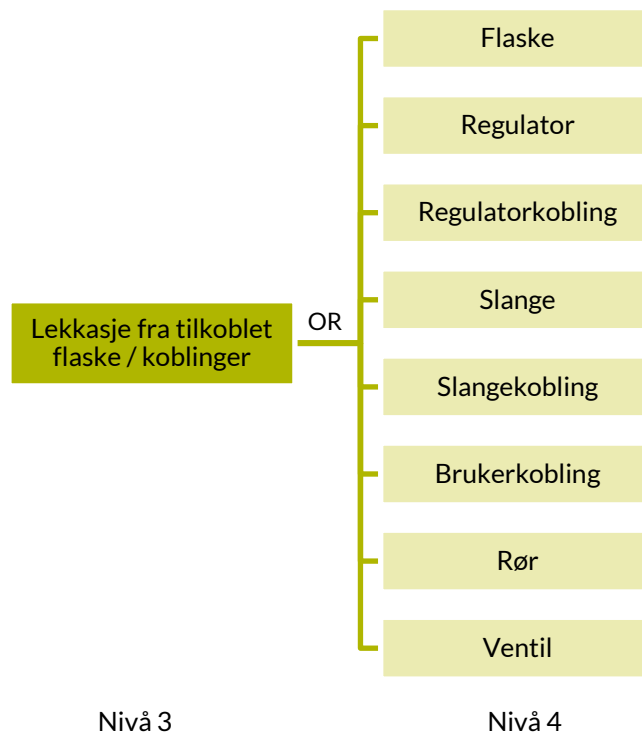 Flaske
Regulator
Regulatorkobling
Slange
Lekkasje fra tilkoblet
flaske / koblinger
OR
Slangekobling
Brukerkobling
Rør
Ventil
Nivå 3
Nivå 4